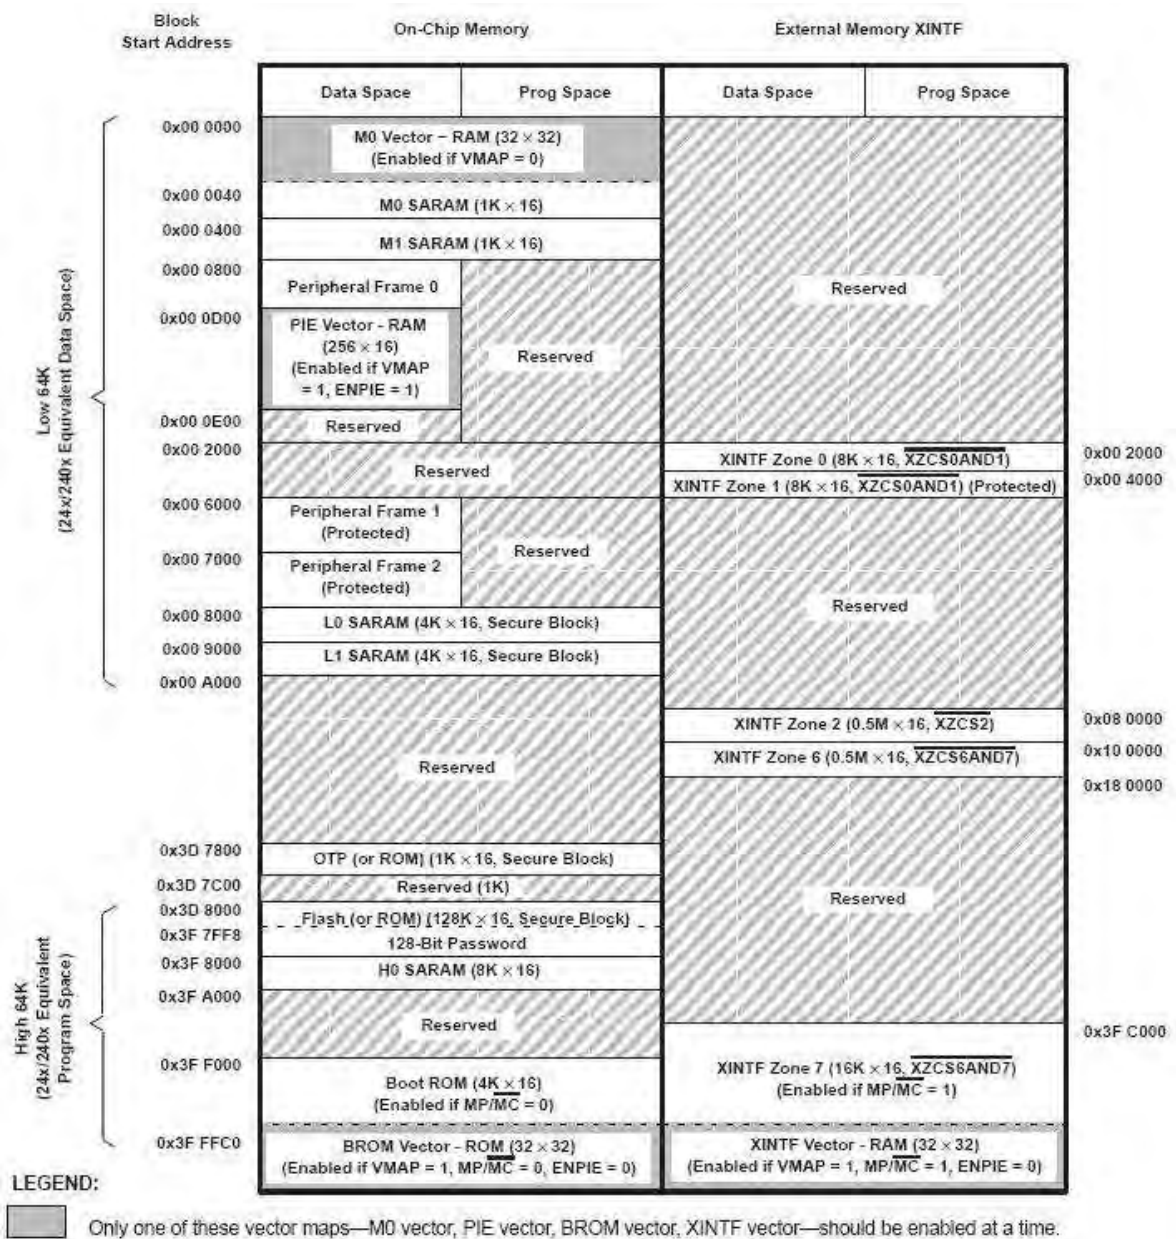 Block
Start Address
On-Chip Memory
External Memory XINTF
Data Space
Prog Space
Data Space
Prog Space
Low 64K
(24x/240x Equivalent Data Space)
0x00 0000
M0 Vector – RAM (32 × 32)
(Enabled if VMAP = 0)
0x00 0040
M0 SARAM (1K × 16)
0x00 0400
M1 SARAM (1K × 16)
0x00 0800
Peripheral Frame 0
0x00 0D00
PIE Vector - RAM
(256 × 16)
(Enabled if VMAP
= 1, ENPIE = 1)
Reserved
0x00 0E00
Reserved
Reserved
0x00 2000
Reserved
XINTF Zone 0 (8K × 16, XZCS0AND1)
0x00 2000
XINTF Zone 1 (8K × 16, XZCS0AND1) (Protected)
0x00 4000
0x00 6000
Peripheral Frame 1
(Protected)
Reserved
0x00 7000
Peripheral Frame 2
(Protected)
Reserved
0x00 8000
L0 SARAM (4K × 16, Secure Block)
0x00 9000
L1 SARAM (4K × 16, Secure Block)
0x00 A000
Reserved
XINTF Zone 2 (0.5M × 16, XZCS2)
0x08 0000
XINTF Zone 6 (0.5M × 16, XZCS6AND7)
0x10 0000
0x18 0000
High 64K
(24x/240x Equivalent
Program Space)
0x3D 7800
OTP (or ROM) (1K × 16, Secure Block)
0x3D 7C00
Reserved (1K)
0x3D 8000
Flash (or ROM) (128K × 16, Secure Block)
Reserved
0x3F 7FF8
128-Bit Password
0x3F 8000
H0 SARAM (8K × 16)
0x3F A000
Reserved
0x3F C000
0x3F F000
Boot ROM (4K × 16)
(Enabled if MP/MC = 0)
XINTF Zone 7 (16K × 16, XZCS6AND7)
(Enabled if MP/MC = 1)
0x3F FFC0
BROM Vector - ROM (32 × 32)
(Enabled if VMAP = 1, MP/MC = 0, ENPIE = 0)
XINTF Vector - RAM (32 × 32)
(Enabled if VMAP = 1, MP/MC = 1, ENPIE = 0)
LEGEND:
Only one of these vector maps—M0 vector, PIE vector, BROM vector, XINTF vector—should be enabled at a time.